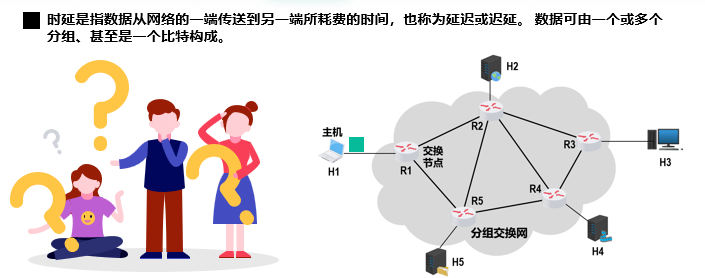 时延是指数据从网络的一端传送到另一端所耗费的时间，也称为延迟或迟延。 数据可由一个或多个
分组、甚至是一个比特构成。
H2
主机
R2
交换
节点
R3
H1
R1
H3
R4
R5
分组交换网
H4
H5